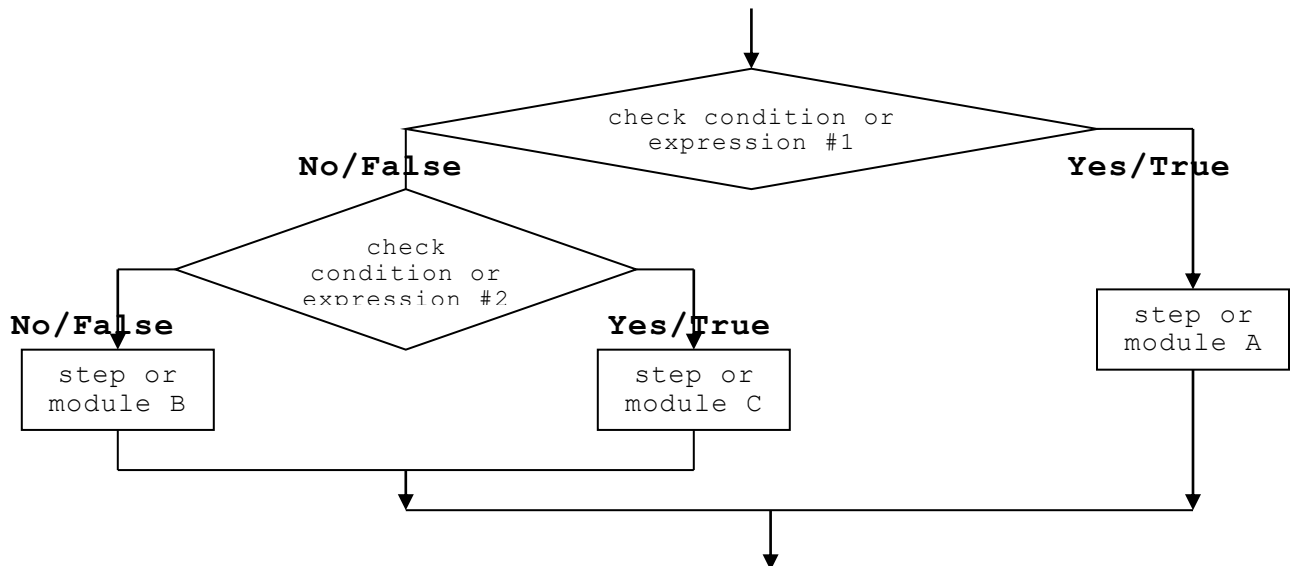 check condition or
expression #1
No/False
Yes/True
check
condition or
expression #2
No/False
Yes/True
step or
module A
step or
module B
step or
module C